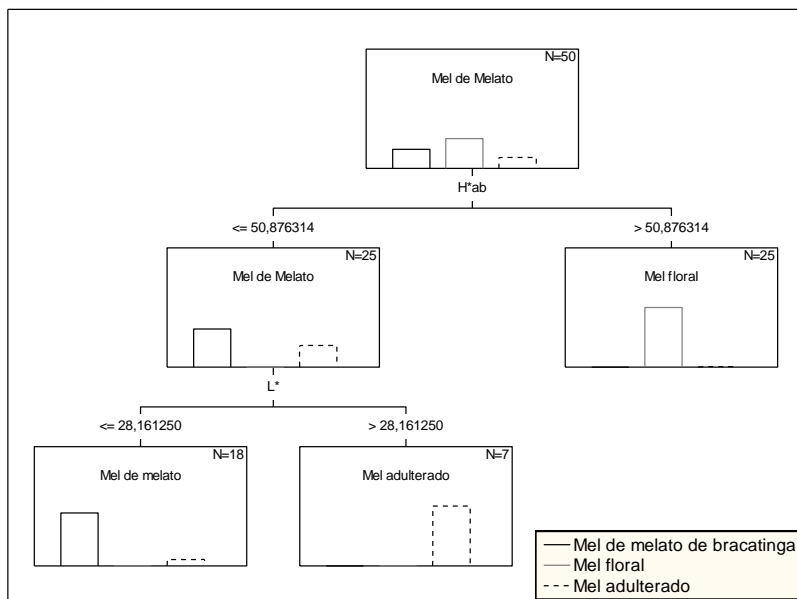 N=50
Mel de Melato
H*ab
<= 50,876314
> 50,876314
N=25
Mel de Melato
N=25
Mel floral
L*
<= 28,161250
> 28,161250
N=18
Mel de melato
N=7
Mel adulterado
Mel de melato de bracatinga
Mel floral
Mel adulterado